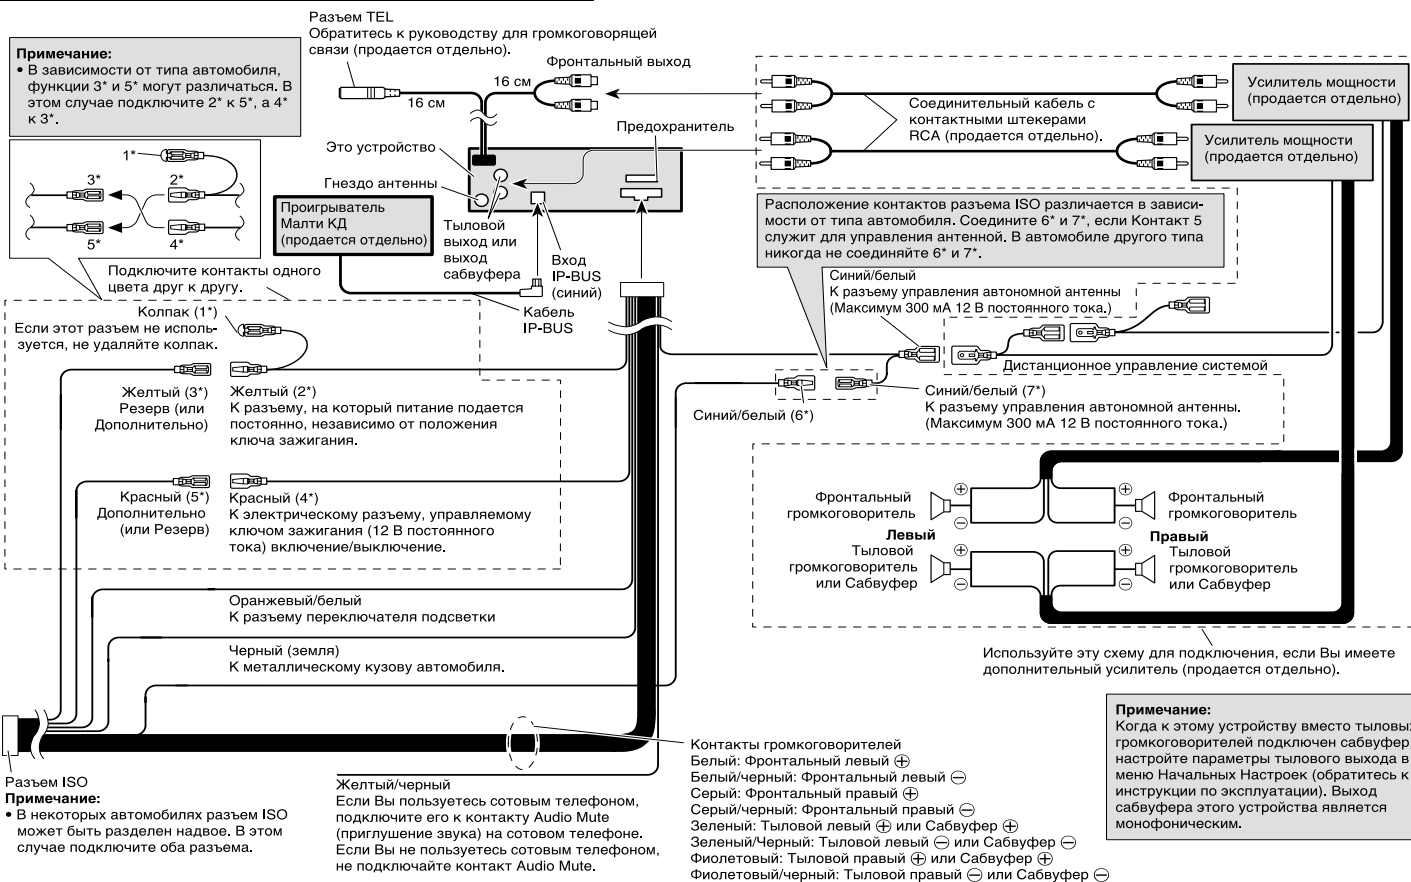 Разъем TEL
Обратитесь к руководству для громкоговорящей
связи (продается отдельно).
Примечание:
• В зависимости от типа автомобиля,
функции 3* и 5* могут различаться. В
этом случае подключите 2* к 5*, а 4*
к 3*.
16 см
16 см
Фронтальный выход
Соединительный кабель с
контактными штекерами
RCA (продается отдельно).
Усилитель мощности
(продается отдельно)
Усилитель мощности
(продается отдельно)
Предохранитель
Это устройство
Гнездо антенны
1*
3*
2*
5*
4*
Проигрыватель
Малти КД
(продается отдельно)
Тыловой
выход или
выход
сабвуфера
Вход
IP-BUS
(синий)
Кабель
IP-BUS
Расположение контактов разъема ISO различается в зависи-
мости от типа автомобиля. Соедините 6* и 7*, если Контакт 5
служит для управления антенной. В автомобиле другого типа
никогда не соединяйте 6* и 7*.
Подключите контакты одного
цвета друг к другу.
Колпак (1*)
Если этот разъем не исполь-
зуется, не удаляйте колпак.
Синий/белый
К разъему управления автономной антенны
(Максимум 300 мА 12 В постоянного тока.)
Дистанционное управление системой
Желтый (3*)
Резерв (или
Дополнительно)
Желтый (2*)
К разъему, на который питание подается
постоянно, независимо от положения
ключа зажигания.
Синий/белый (6*)
Синий/белый (7*)
К разъему управления автономной антенны.
(Максимум 300 мА 12 В постоянного тока.)
Красный (5*)
Дополнительно
(или Резерв)
Красный (4*)
К электрическому разъему, управляемому
ключом зажигания (12 В постоянного
тока) включение/выключение.
Фронтальный
громкоговоритель
⊕
⊖
⊕
⊖
Фронтальный
громкоговоритель
Левый
Правый
Тыловой
громкоговоритель
или Сабвуфер
⊕
⊖
⊕
⊖
Тыловой
громкоговоритель
или Сабвуфер
Оранжевый/белый
К разъему переключателя подсветки
Черный (земля)
К металлическому кузову автомобиля.
Используйте эту схему для подключения, если Вы имеете
дополнительный усилитель (продается отдельно).
Разъем ISO
Примечание:
• В некоторых автомобилях разъем ISO
может быть разделен надвое. В этом
случае подключите оба разъема.
Желтый/черный
Если Вы пользуетесь сотовым телефоном,
подключите его к контакту Audio Mute
(приглушение звука) на сотовом телефоне.
Если Вы не пользуетесь сотовым телефоном,
не подключайте контакт Audio Mute.
Контакты громкоговорителей
Белый: Фронтальный левый ⊕
Белый/черный: Фронтальный левый ⊖
Серый: Фронтальный правый ⊕
Серый/черный: Фронтальный правый ⊖
Зеленый: Тыловой левый ⊕ или Сабвуфер ⊕
Зеленый/Черный: Тыловой левый ⊖ или Сабвуфер ⊖
Фиолетовый: Тыловой правый ⊕ или Сабвуфер ⊕
Фиолетовый/черный: Тыловой правый ⊖ или Сабвуфер ⊖
Примечание:
Когда к этому устройству вместо тыловых
громкоговорителей подключен сабвуфер
настройте параметры тылового выхода в
меню Начальных Настроек (обратитесь к
инструкции по эксплуатации). Выход
сабвуфера этого устройства является
монофоническим.